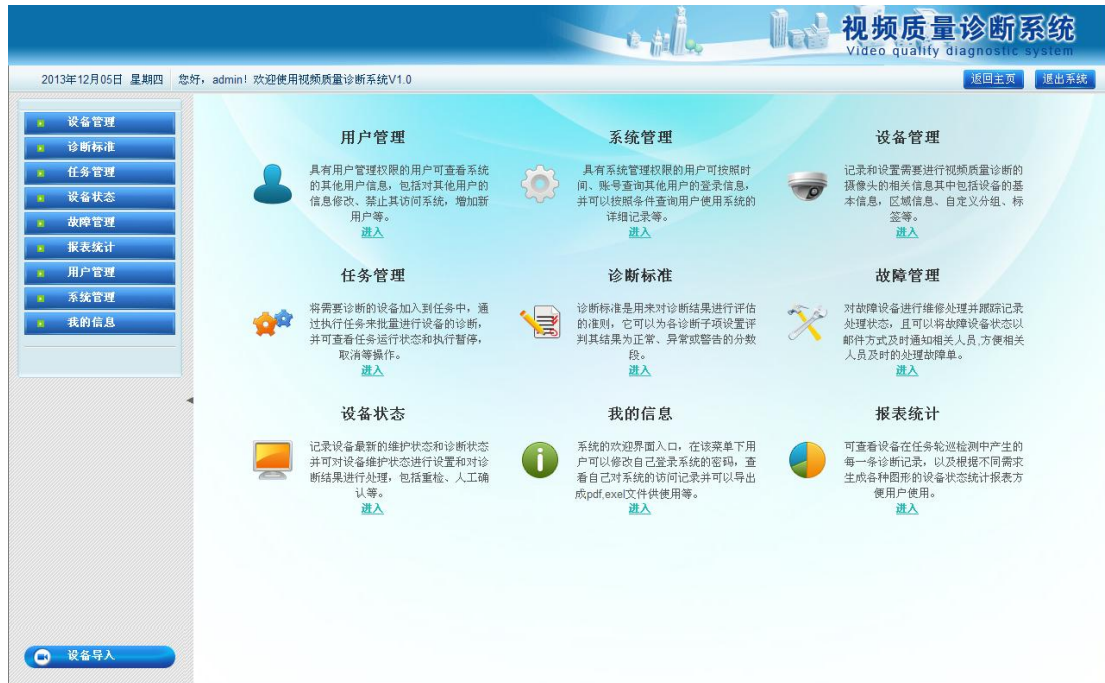 视频质量诊断系统
Video quality diagnostic system
2013年12月05日 星期四 您好，admin！欢迎使用视频质量诊断系统V1.0
返回主页
退出系统
设备管理
诊断标准
任务管理
设备状态
故障管理
报表统计
用户管理
系统管理
我的信息
设备导入
用户管理
具有用户管理权限的用户可查看系统
的其他用户信息，包括对其他用户的
信息修改、禁止其访问系统，增加新
用户等。
进入
系统管理
具有系统管理权限的用户可按照时
间、账号查询其他用户的登录信息，
并可以按照条件查询用户使用系统的
详细记录等。
进入
设备管理
记录和设置需要进行视频质量诊断的
摄像头的相关信息其中包括设备的基
本信息，区域信息、自定义分组、标
签等。
进入
任务管理
将需要诊断的设备加入到任务中，通
过执行任务来批量进行设备的诊断，
并可查看任务运行状态和执行暂停，
取消等操作。
进入
诊断标准
诊断标准是用来对诊断结果进行评估
的准则，它可以为各诊断子项设置评
判其结果为正常、异常或警告的分数
段。
进入
故障管理
对故障设备进行维修处理并跟踪记录
处理状态，且可以将故障设备状态以
邮件方式及时通知相关人员,方便相关
人员及时的处理故障单。
进入
设备状态
记录设备最新的维护状态和诊断状态
并可对设备维护状态进行设置和对诊
断结果进行处理，包括重检、人工确
认等。
进入
我的信息
系统的欢迎界面入口，在该菜单下用
户可以修改自己登录系统的密码，查
看自己对系统的访问记录并可以导出
成pdf,exel文件供使用等。
进入
报表统计
可查看设备在任务轮巡检测中产生的
每一条诊断记录，以及根据不同需求
生成各种图形的设备状态统计报表方
便用户使用。
进入